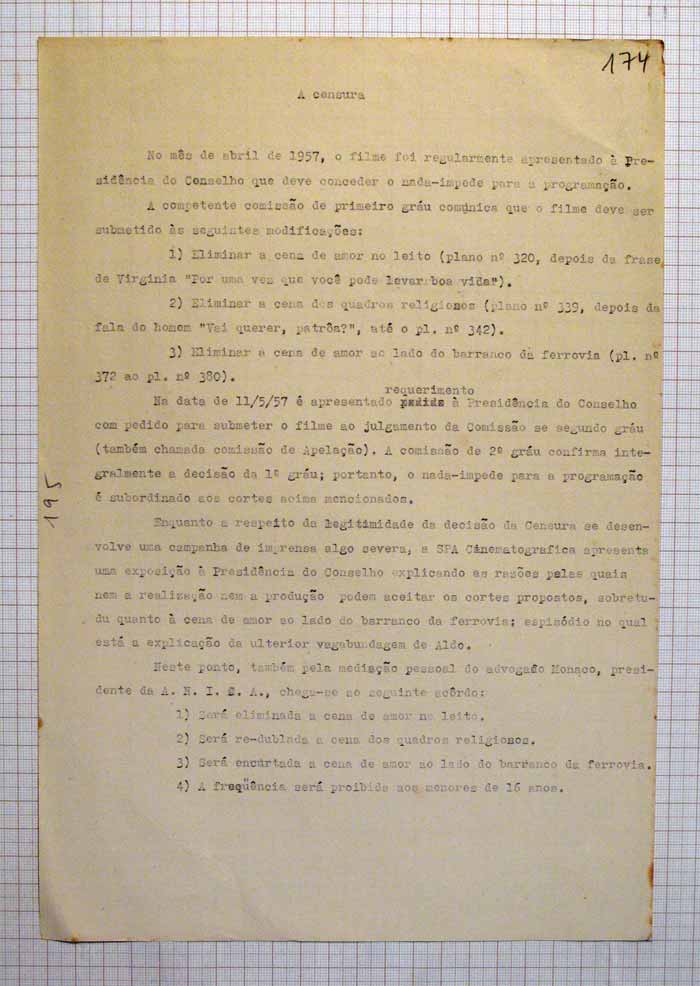 174
A censura
No mês de abril de 1957, o filme foi regularmente apresentado à Pre-
sidência do Conselho que deve conceder o nada-impede para a programação.
A competente comissão de primeiro gráu comúnica que o filme deve ser
submetido às seguintes modificações:
1) Eliminar a cena de amor no leito (plano nº 320, depois da frase
de Virginia "Por uma vez que você pode levar boa vida").
2) Eliminar a cena dos quadros religiosos (plano nº 339, depois da
fala do homem "Vai querer, patrôa?", até o pl. nº 342).
3) Eliminar a cena de amor ao lado do barranco da ferrovia (pl. nº
372 ao pl. nº 380).
requerimento
Na data de 11/5/57 é apresentado pedido à Presidência do Conselho
com pedido para submeter o filme ao julgamento da Comissão se segundo gráu
(também chamada comissão de Apelação). A comissão de 2º gráu confirma inte-
gralmente a decisão da 1º gráu; portanto, o nada-impede para a programação
é subordinado aos cortes acima mencionados.
195
Enquanto a respeito da legitimidade da decisão da Censura se desen-
volve uma campanha de imprensa algo severa, a SPA Cinematografica apresenta
uma exposição à Presidência do Conselho explicando as razões pelas quais
nem a realização nem a produção podem aceitar os cortes propostos, sobretu-
du quanto à cena de amor ao lado do barranco da ferrovia; espisódio no qual
está a explicação da ulterior vagabundagem de Aldo.
Neste ponto, também pela mediação pessoal do advogado Monaco, presi-
dente da A. N. I. C. A., chega-se ao seguinte acôrdo:
1) Será eliminada a cena de amor no leito.
2) Será re-dublada a cena dos quadros religiosos.
3) Será encurtada a cena de amor ao lado do barranco da ferrovia.
4) A freqüência será proibida aos menores de 16 anos.